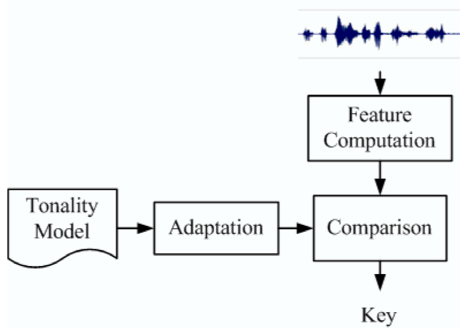 Feature
Computation
Tonality
Model
Adaptation
Comparison
Key